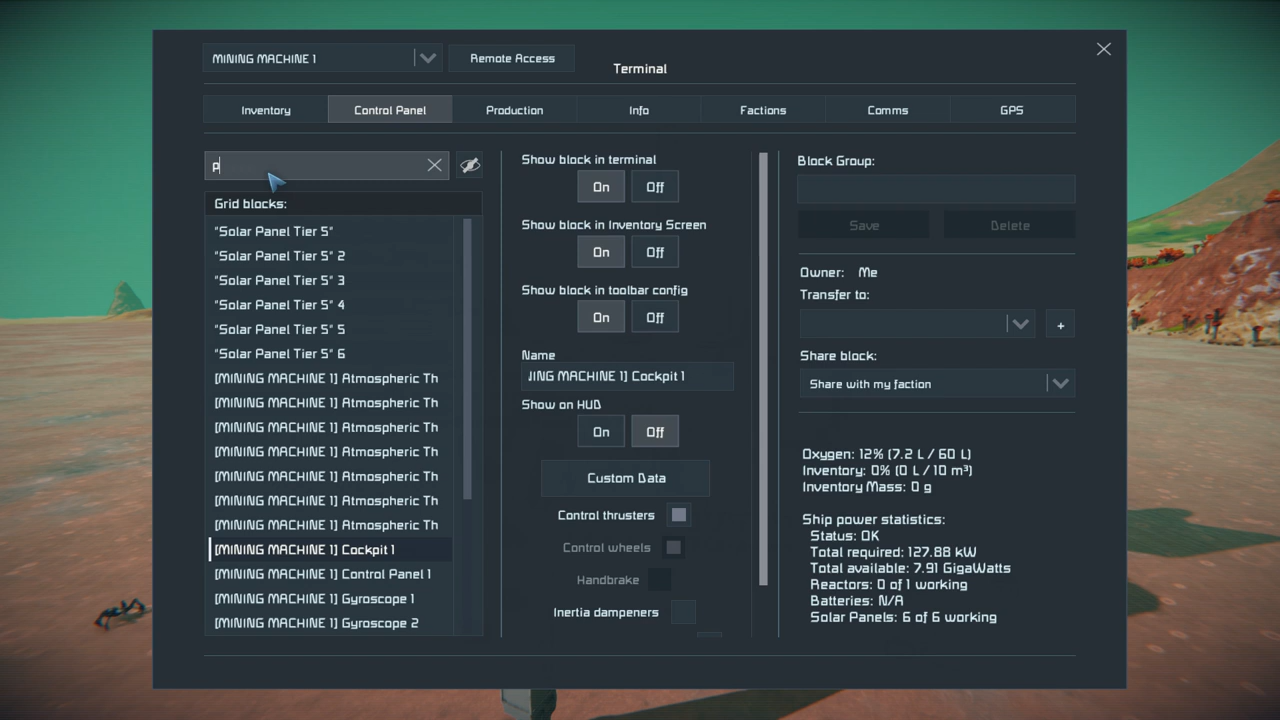 MINING MACHINE 1
Remote Access
Terminal
Inventory
Control Panel
Production
Info
Factions
Comms
GPS
p
Grid blocks:
"Solar Panel Tier 5"
"Solar Panel Tier 5" 2
"Solar Panel Tier 5" 3
"Solar Panel Tier 5" 4
"Solar Panel Tier 5" 5
"Solar Panel Tier 5" 6
[MINING MACHINE 1] Atmospheric Th
[MINING MACHINE 1] Atmospheric Th
[MINING MACHINE 1] Atmospheric Th
[MINING MACHINE 1] Atmospheric Th
[MINING MACHINE 1] Atmospheric Th
[MINING MACHINE 1] Atmospheric Th
[MINING MACHINE 1] Atmospheric Th
[MINING MACHINE 1] Cockpit 1
[MINING MACHINE 1] Control Panel 1
[MINING MACHINE 1] Gyroscope 1
[MINING MACHINE 1] Gyroscope 2
Show block in terminal
On Off
Show block in Inventory Screen
On Off
Show block in toolbar config
On Off
Name
JING MACHINE 1] Cockpit 1
Show on HUD
On Off
Custom Data
Control thrusters
Control wheels
Handbrake
Inertia dampeners
Block Group:
Save Delete
Owner: Me
Transfer to:
+
Share block:
Share with my faction
Oxygen: 12% (7.2 L / 60 L)
Inventory: 0% (0 L / 10 m³)
Inventory Mass: 0 g
Ship power statistics:
Status: OK
Total required: 127.88 kW
Total available: 7.91 GigaWatts
Reactors: 0 of 1 working
Batteries: N/A
Solar Panels: 6 of 6 working